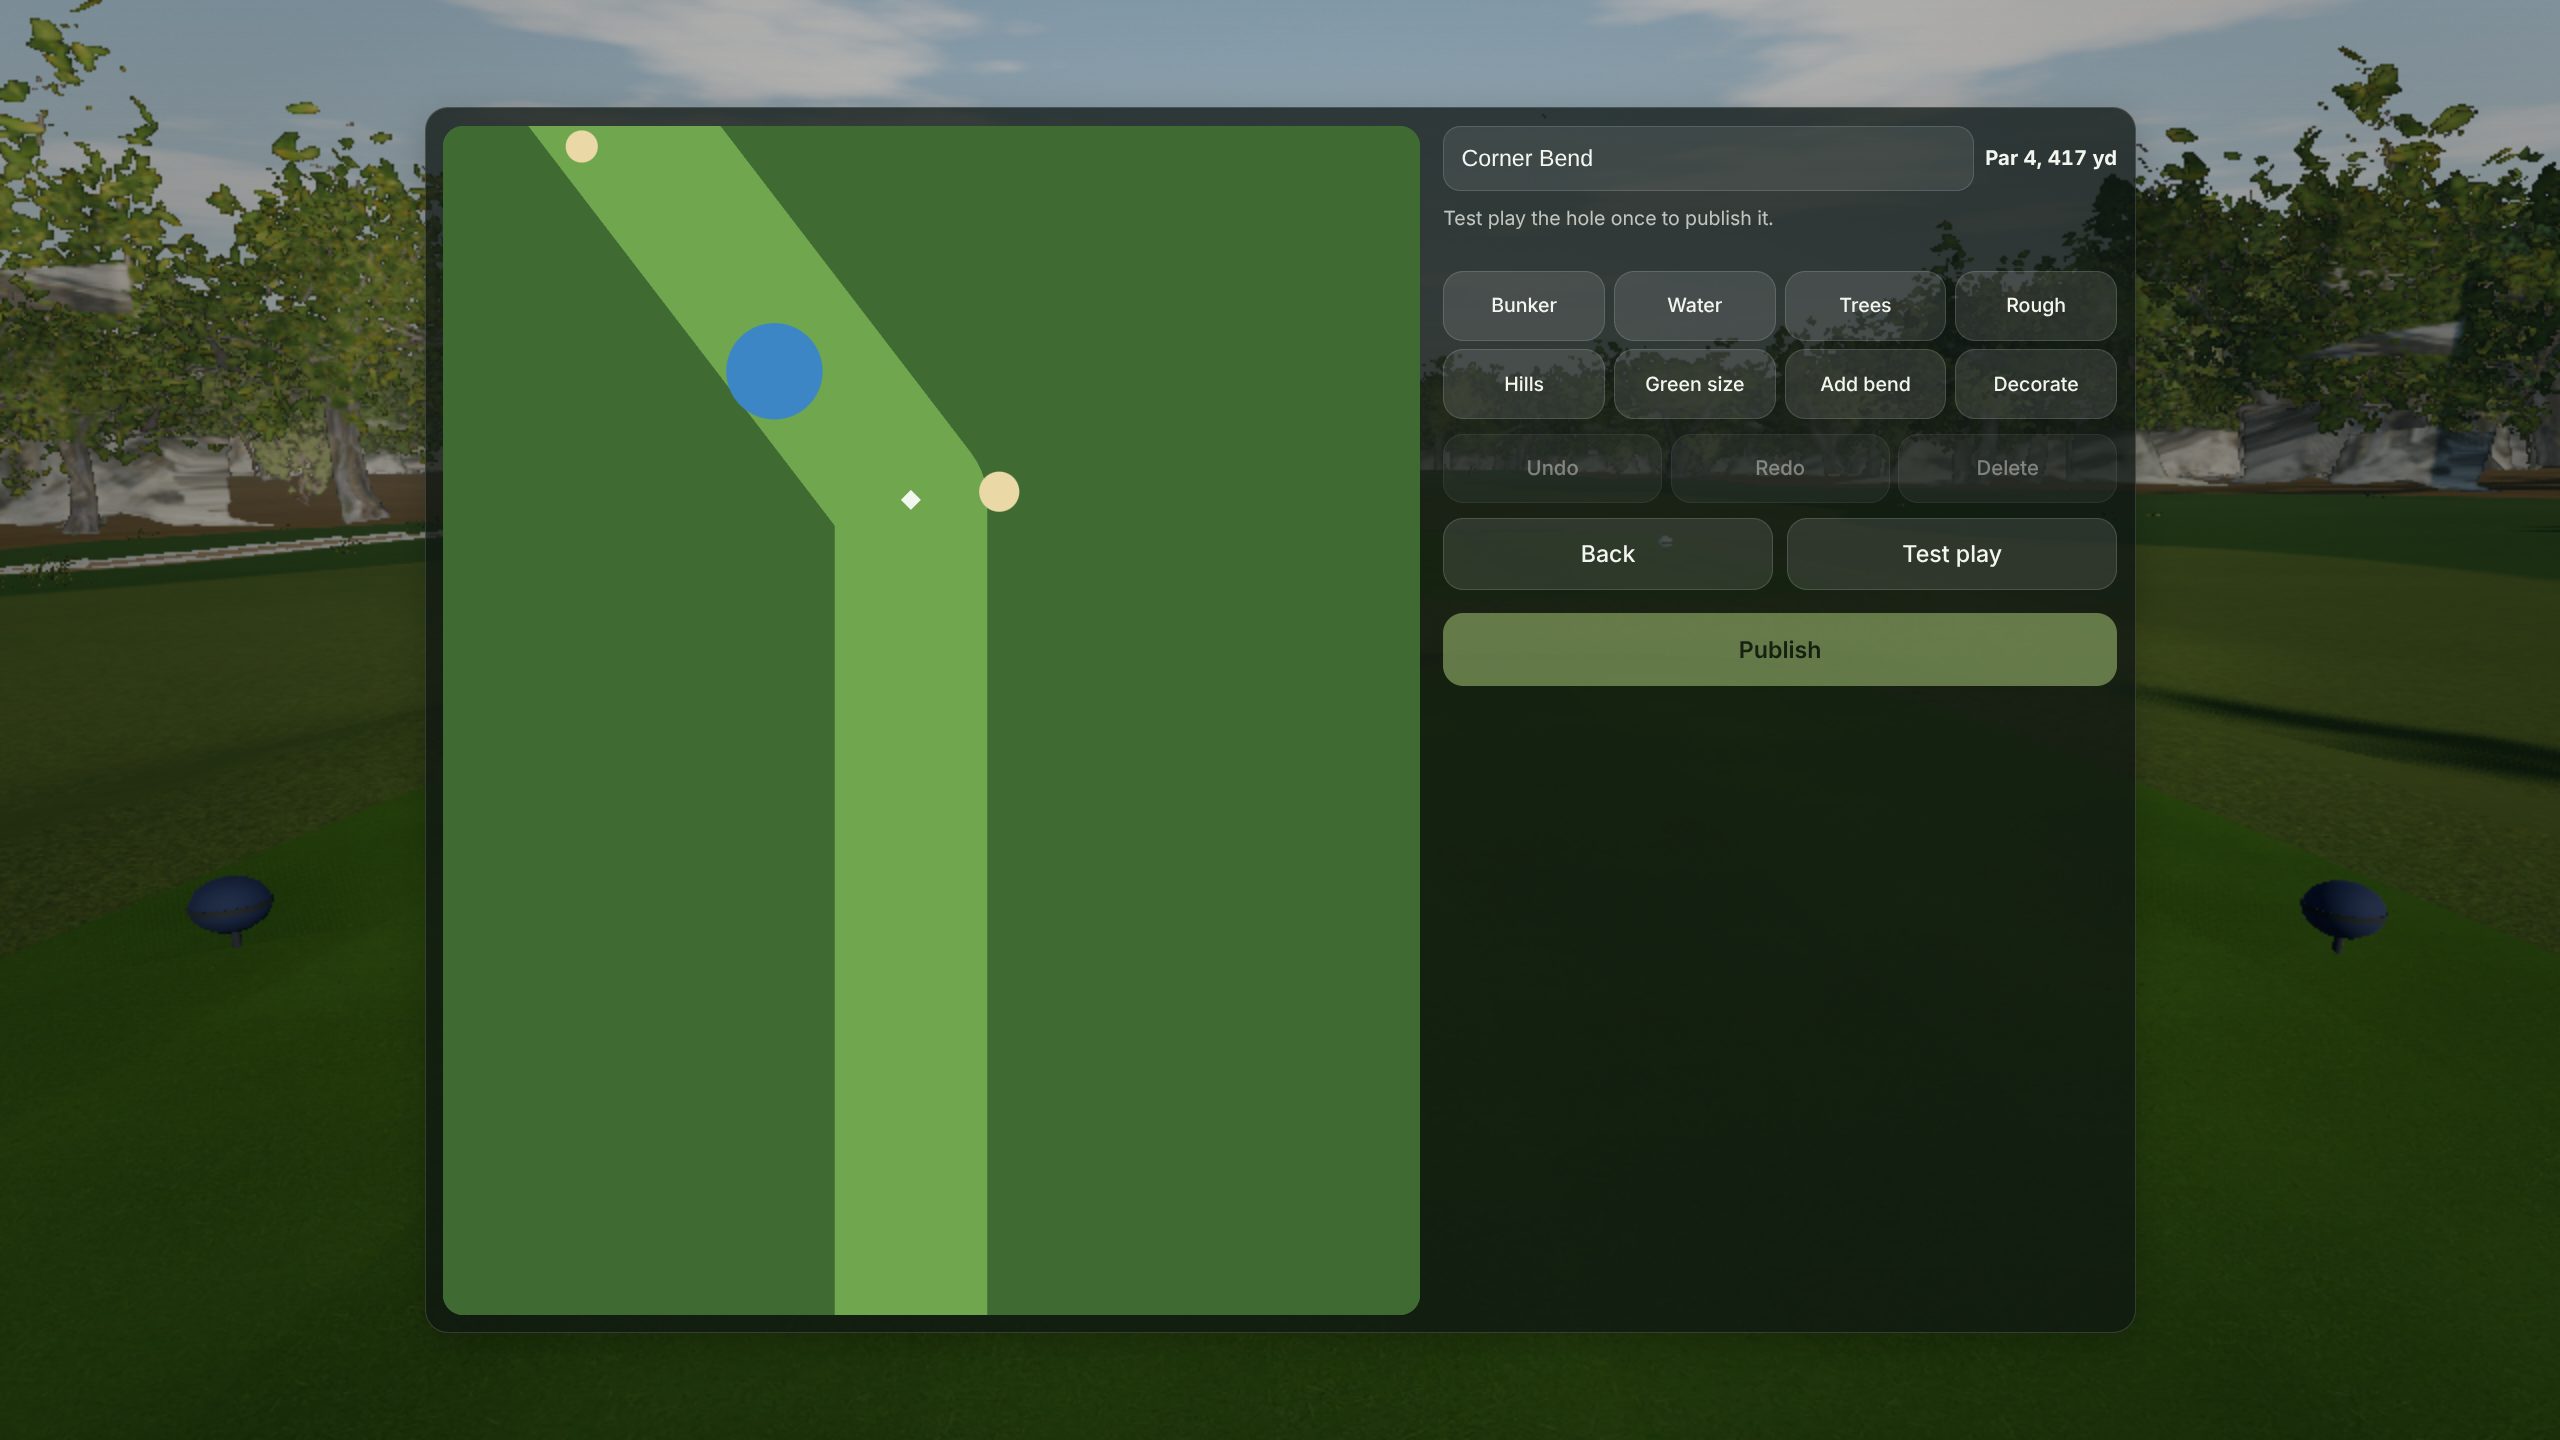 Corner Bend
Par 4, 417 yd
Test play the hole once to publish it.
Bunker
Water
Trees
Rough
Hills
Green size
Add bend
Decorate
Undo
Redo
Delete
Back
Test play
Publish